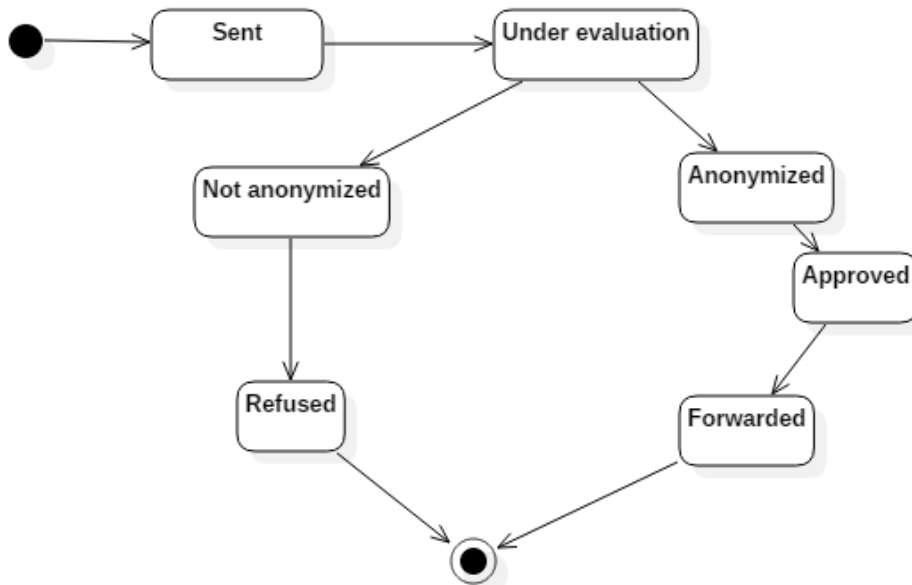 Sent
Under evaluation
Not anonymized
Anonymized
Approved
Refused
Forwarded